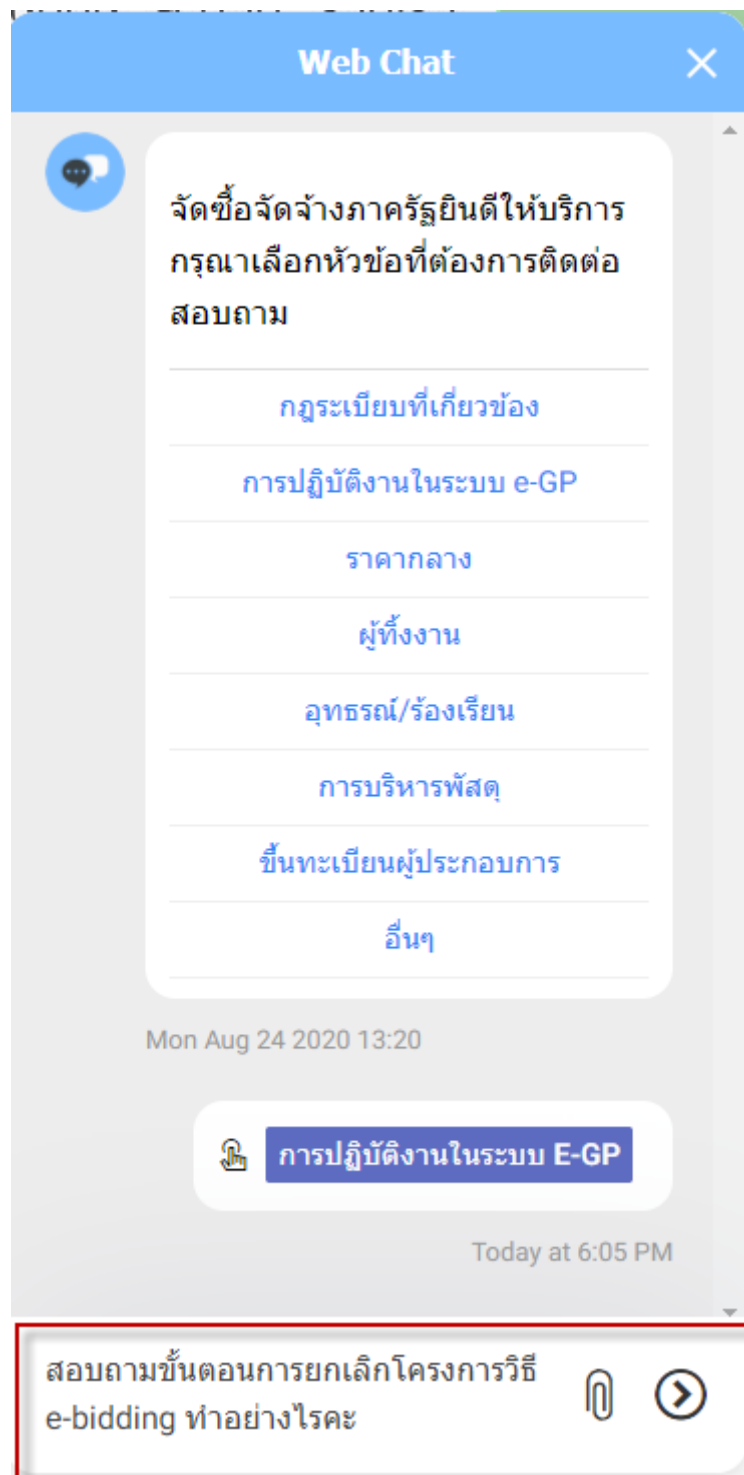 Web Chat
จัดซื้อจัดจ้างภาครัฐยินดีให้บริการ
กรุณาเลือกหัวข้อที่ต้องการติดต่อ
สอบถาม
กฎระเบียบที่เกี่ยวข้อง
การปฏิบัติงานในระบบ e-GP
ราคากลาง
ผู้ทิ้งงาน
อุทธรณ์/ร้องเรียน
การบริหารพัสดุ
ขึ้นทะเบียนผู้ประกอบการ
อื่นๆ
Mon Aug 24 2020 13:20
การปฏิบัติงานในระบบ E-GP
Today at 6:05 PM
สอบถามขั้นตอนการยกเลิกโครงการวิธี
e-bidding ทำอย่างไรคะ